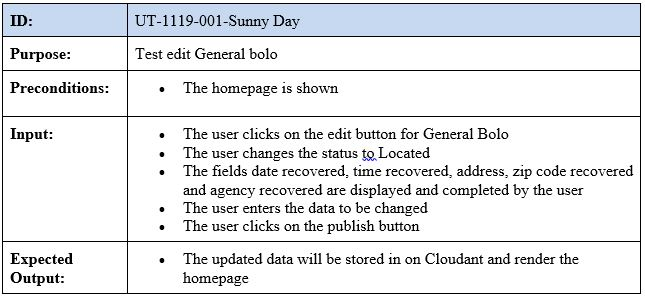 ID: UT-1119-001-Sunny Day
Purpose: Test edit General bolo
Preconditions: • The homepage is shown
Input: • The user clicks on the edit button for General Bolo
• The user changes the status to Located
• The fields date recovered, time recovered, address, zip code recovered
and agency recovered are displayed and completed by the user
• The user enters the data to be changed
• The user clicks on the publish button
Expected • The updated data will be stored in on Cloudant and render the
Output: homepage